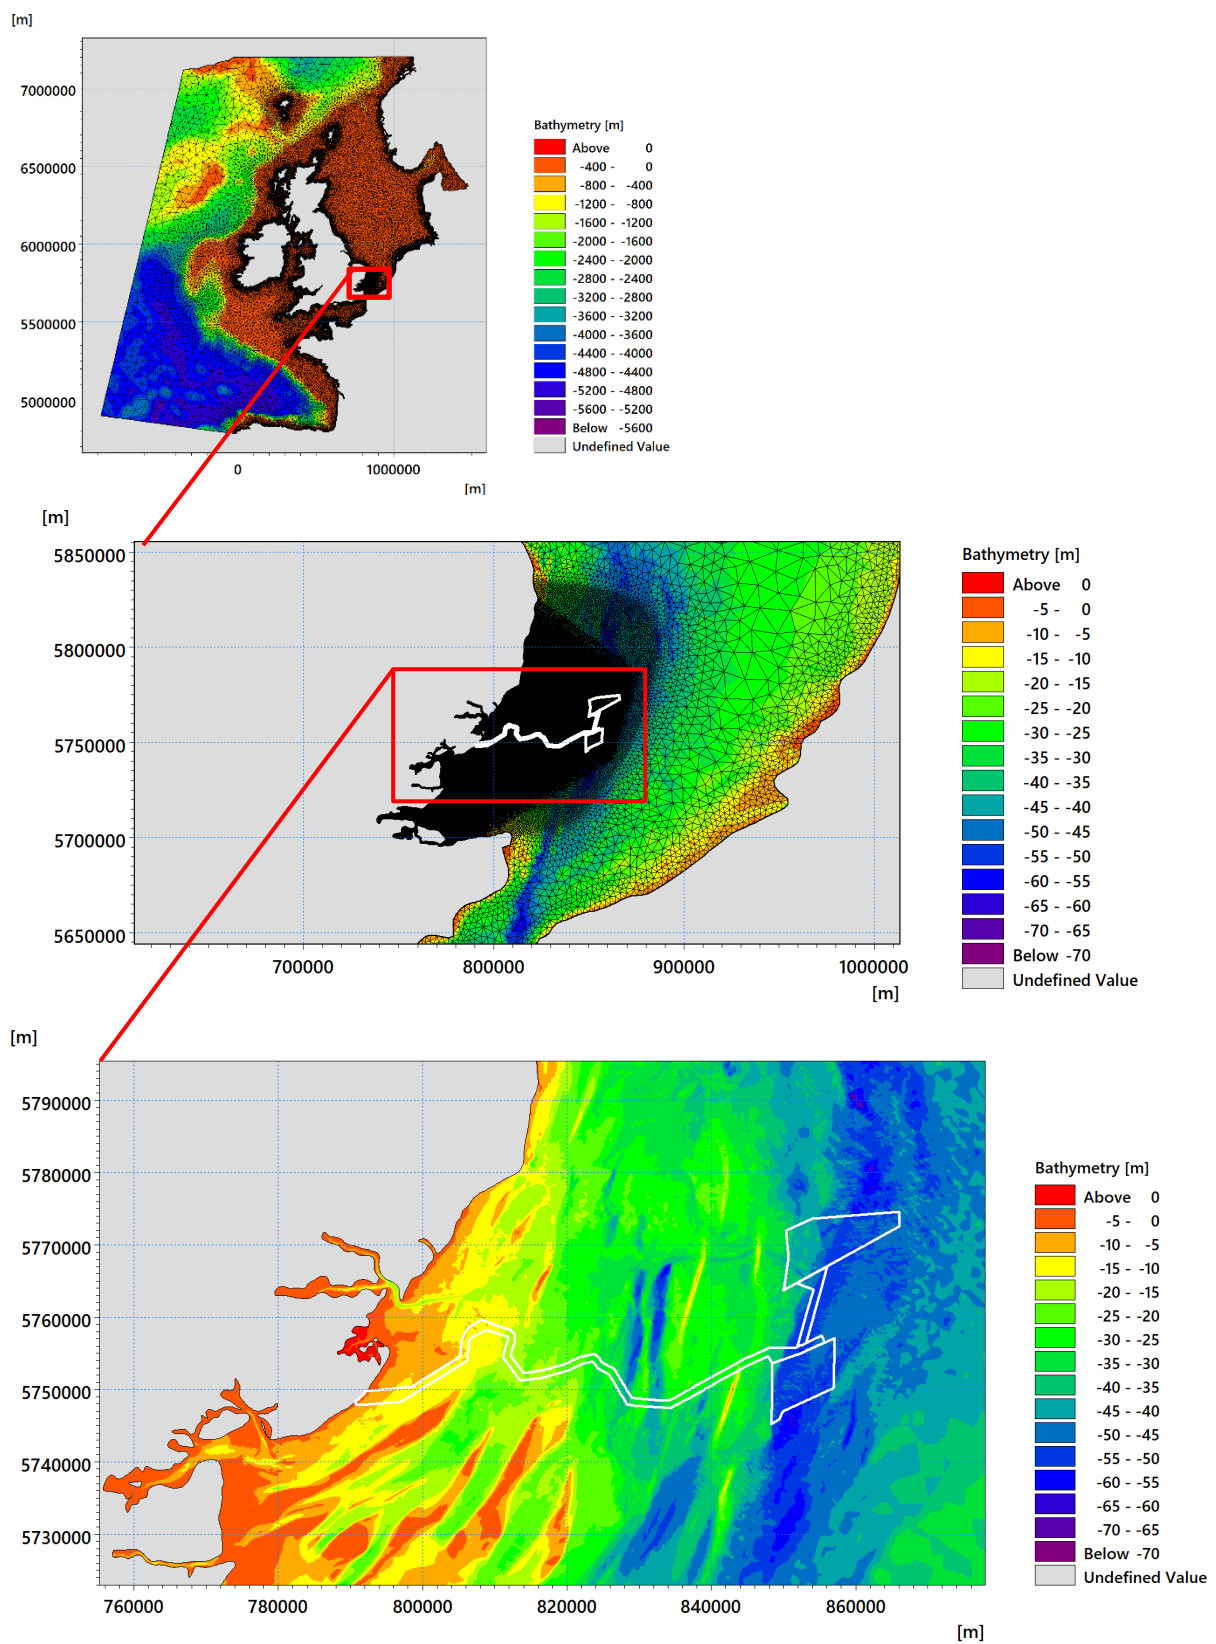 [m]
7000000
6500000
6000000
5500000
5000000
0 1000000
[m]
Bathymetry [m]
Above 0
-400 - 0
-800 - -400
-1200 - -800
-1600 - -1200
-2000 - -1600
-2400 - -2000
-2800 - -2400
-3200 - -2800
-3600 - -3200
-4000 - -3600
-4400 - -4000
-4800 - -4400
-5200 - -4800
-5600 - -5200
Below -5600
Undefined Value
[m]
5850000
5800000
5750000
5700000
5650000
700000 800000 900000 1000000
[m]
Bathymetry [m]
Above 0
-5 - 0
-10 - -5
-15 - -10
-20 - -15
-25 - -20
-30 - -25
-35 - -30
-40 - -35
-45 - -40
-50 - -45
-55 - -50
-60 - -55
-65 - -60
-70 - -65
Below -70
Undefined Value
[m]
5790000
5780000
5770000
5760000
5750000
5740000
5730000
760000 780000 800000 820000 840000 860000
[m]
Bathymetry [m]
Above 0
-5 - 0
-10 - -5
-15 - -10
-20 - -15
-25 - -20
-30 - -25
-35 - -30
-40 - -35
-45 - -40
-50 - -45
-55 - -50
-60 - -55
-65 - -60
-70 - -65
Below -70
Undefined Value